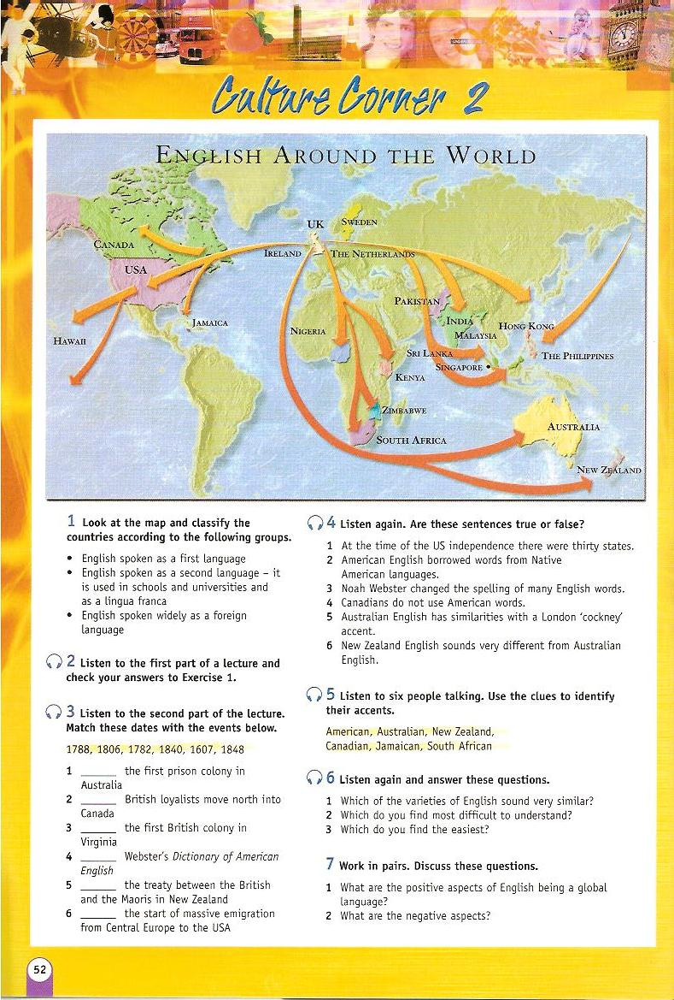 UNDERGROUND
Culture Corner 2
ENGLISH AROUND THE WORLD
UK
SWEDEN
CANADA
IRELAND
THE NETHERLANDS
USA
PAKISTAN
JAMAICA
INDIA
HONG KONG
NIGERIA
MALAYSIA
HAWAII
SRI LANKA
THE PHILIPPINES
SINGAPORE
KENYA
ZIMBABWE
AUSTRALIA
SOUTH AFRICA
NEW ZEALAND
1 Look at the map and classify the
countries according to the following groups.
• English spoken as a first language
• English spoken as a second language – it
is used in schools and universities and
as a lingua franca
• English spoken widely as a foreign
language
2 Listen to the first part of a lecture and
check your answers to Exercise 1.
3 Listen to the second part of the lecture.
Match these dates with the events below.
1788, 1806, 1782, 1840, 1607, 1848
1 ______ the first prison colony in
Australia
2 ______ British loyalists move north into
Canada
3 ______ the first British colony in
Virginia
4 ______ Webster's Dictionary of American
English
5 ______ the treaty between the British
and the Maoris in New Zealand
6 ______ the start of massive emigration
from Central Europe to the USA
4 Listen again. Are these sentences true or false?
1 At the time of the US independence there were thirty states.
2 American English borrowed words from Native
American languages.
3 Noah Webster changed the spelling of many English words.
4 Canadians do not use American words.
5 Australian English has similarities with a London 'cockney'
accent.
6 New Zealand English sounds very different from Australian
English.
5 Listen to six people talking. Use the clues to identify
their accents.
American, Australian, New Zealand,
Canadian, Jamaican, South African
6 Listen again and answer these questions.
1 Which of the varieties of English sound very similar?
2 Which do you find most difficult to understand?
3 Which do you find the easiest?
7 Work in pairs. Discuss these questions.
1 What are the positive aspects of English being a global
language?
2 What are the negative aspects?
52